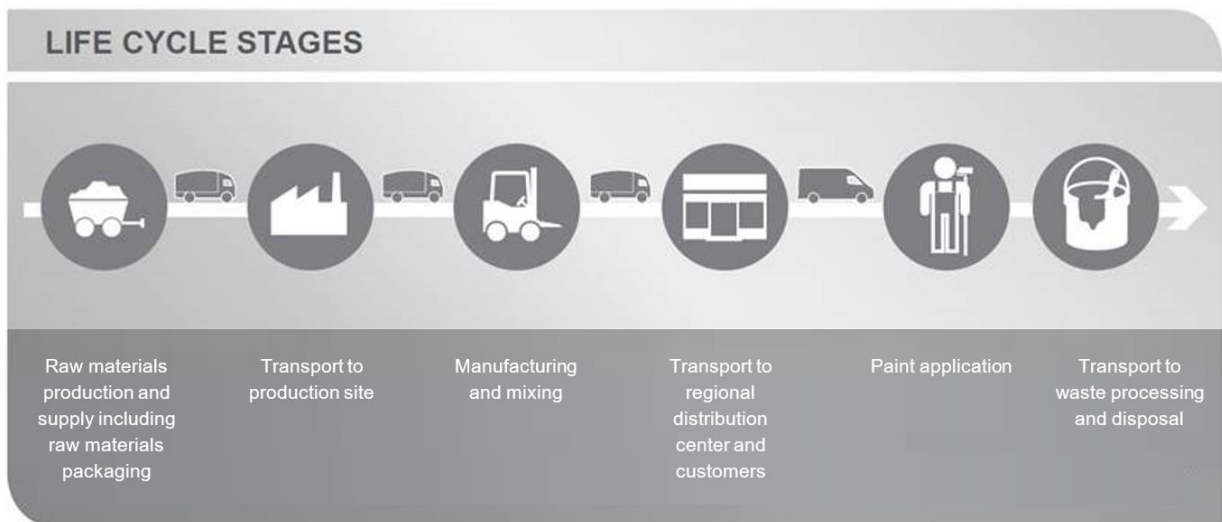 LIFE CYCLE STAGES
Raw materials
production and
supply including
raw materials
packaging
Transport to
production site
Manufacturing
and mixing
Transport to
regional
distribution
center and
customers
Paint application
Transport to
waste processing
and disposal